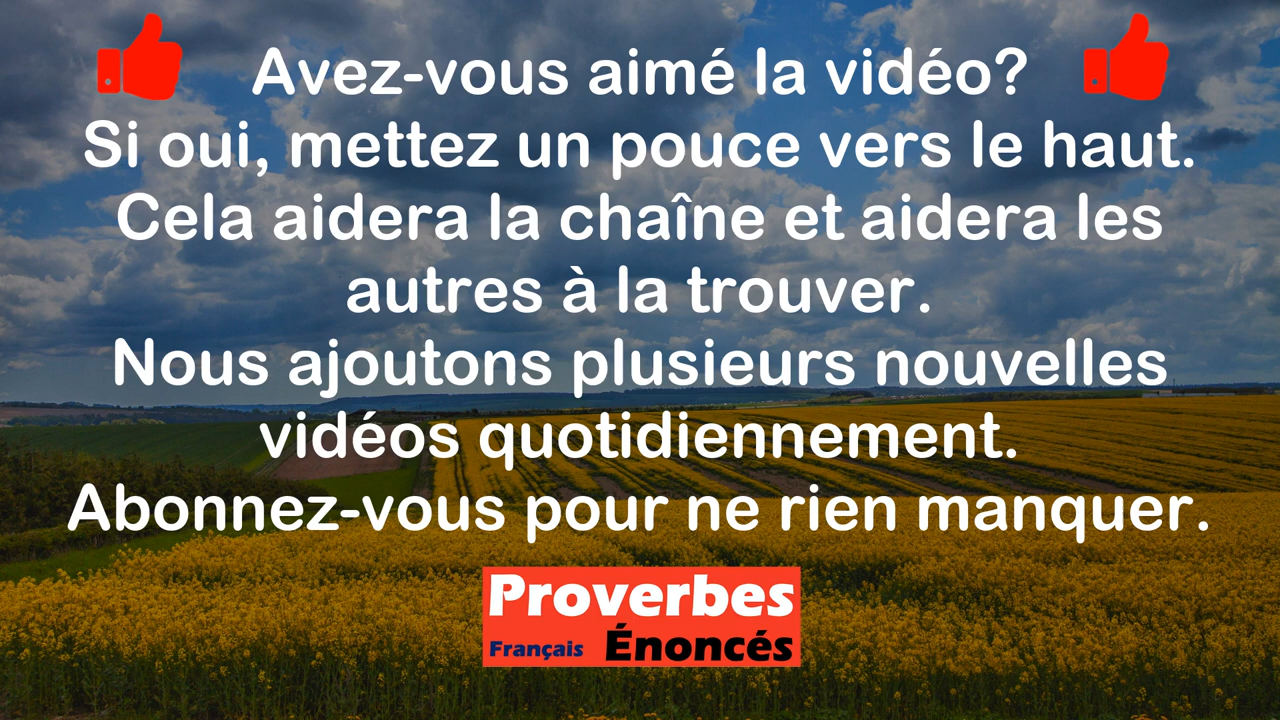 Avez-vous aimé la vidéo?
Si oui, mettez un pouce vers le haut.
Cela aidera la chaîne et aidera les
autres à la trouver.
Nous ajoutons plusieurs nouvelles
vidéos quotidiennement.
Abonnez-vous pour ne rien manquer.
Proverbes
Français Énoncés